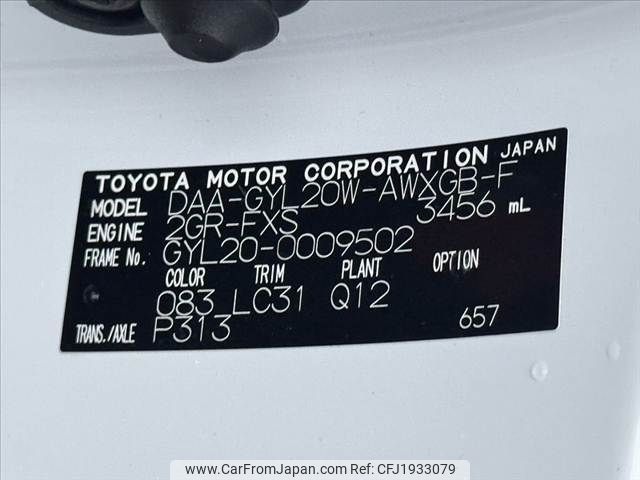 TOYOTA MOTOR CORPORATION JAPAN
MODEL DAA-GYL20W-AWXGB-F
ENGINE 2GR-FXS 3456 mL
FRAME No. GYL20-0009502
COLOR TRIM PLANT OPTION
083 LC31 Q12
TRANS./AXLE P313 657
www.CarFromJapan.com - CFJ1933079